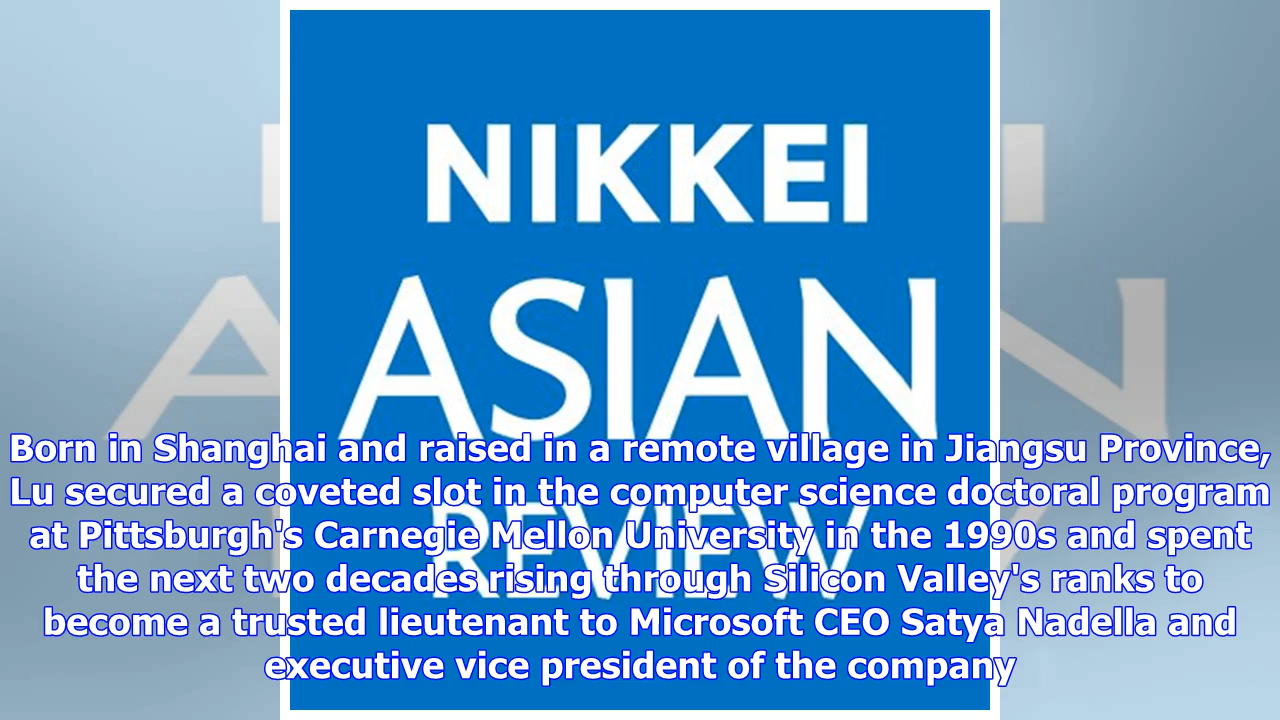 NIKKEI
ASIAN
REVIEW
Born in Shanghai and raised in a remote village in Jiangsu Province,
Lu secured a coveted slot in the computer science doctoral program
at Pittsburgh's Carnegie Mellon University in the 1990s and spent
the next two decades rising through Silicon Valley's ranks to
become a trusted lieutenant to Microsoft CEO Satya Nadella and
executive vice president of the company